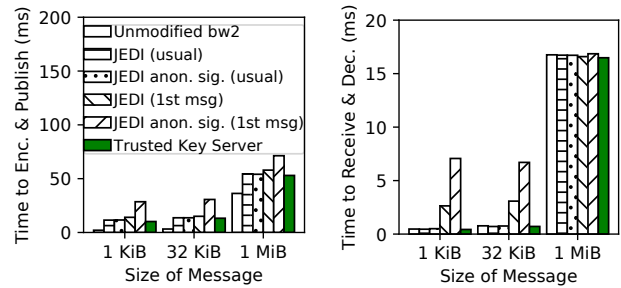 Time to Enc. & Publish (ms)
200
150
100
50
0
Unmodified bw2
JEDI (usual)
JEDI anon. sig. (usual)
JEDI (1st msg)
JEDI anon. sig. (1st msg)
Trusted Key Server
1 KiB 32 KiB 1 MiB
Size of Message
Time to Receive & Dec. (ms)
20
15
10
5
0
1 KiB 32 KiB 1 MiB
Size of Message